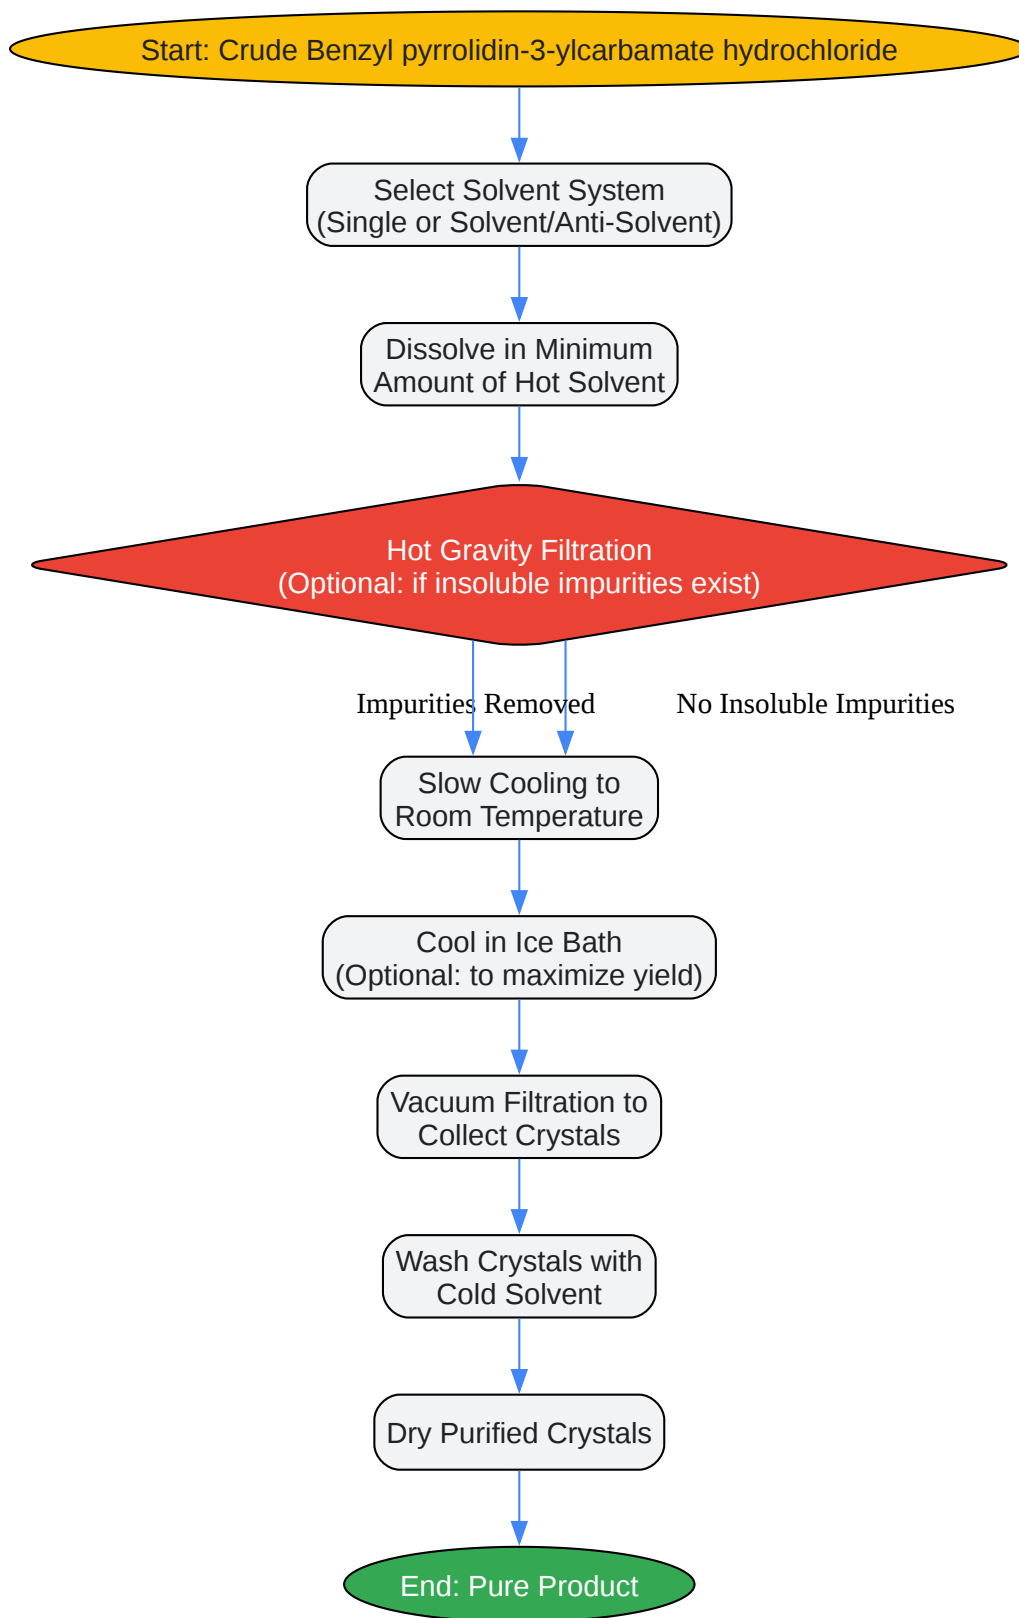 Start: Crude Benzyl pyrrolidin-3-ylcarbamate hydrochloride
Select Solvent System
(Single or Solvent/Anti-Solvent)
Dissolve in Minimum
Amount of Hot Solvent
Hot Gravity Filtration
(Optional: if insoluble impurities exist)
Impurities Removed
No Insoluble Impurities
Slow Cooling to
Room Temperature
Cool in Ice Bath
(Optional: to maximize yield)
Vacuum Filtration to
Collect Crystals
Wash Crystals with
Cold Solvent
Dry Purified Crystals
End: Pure Product